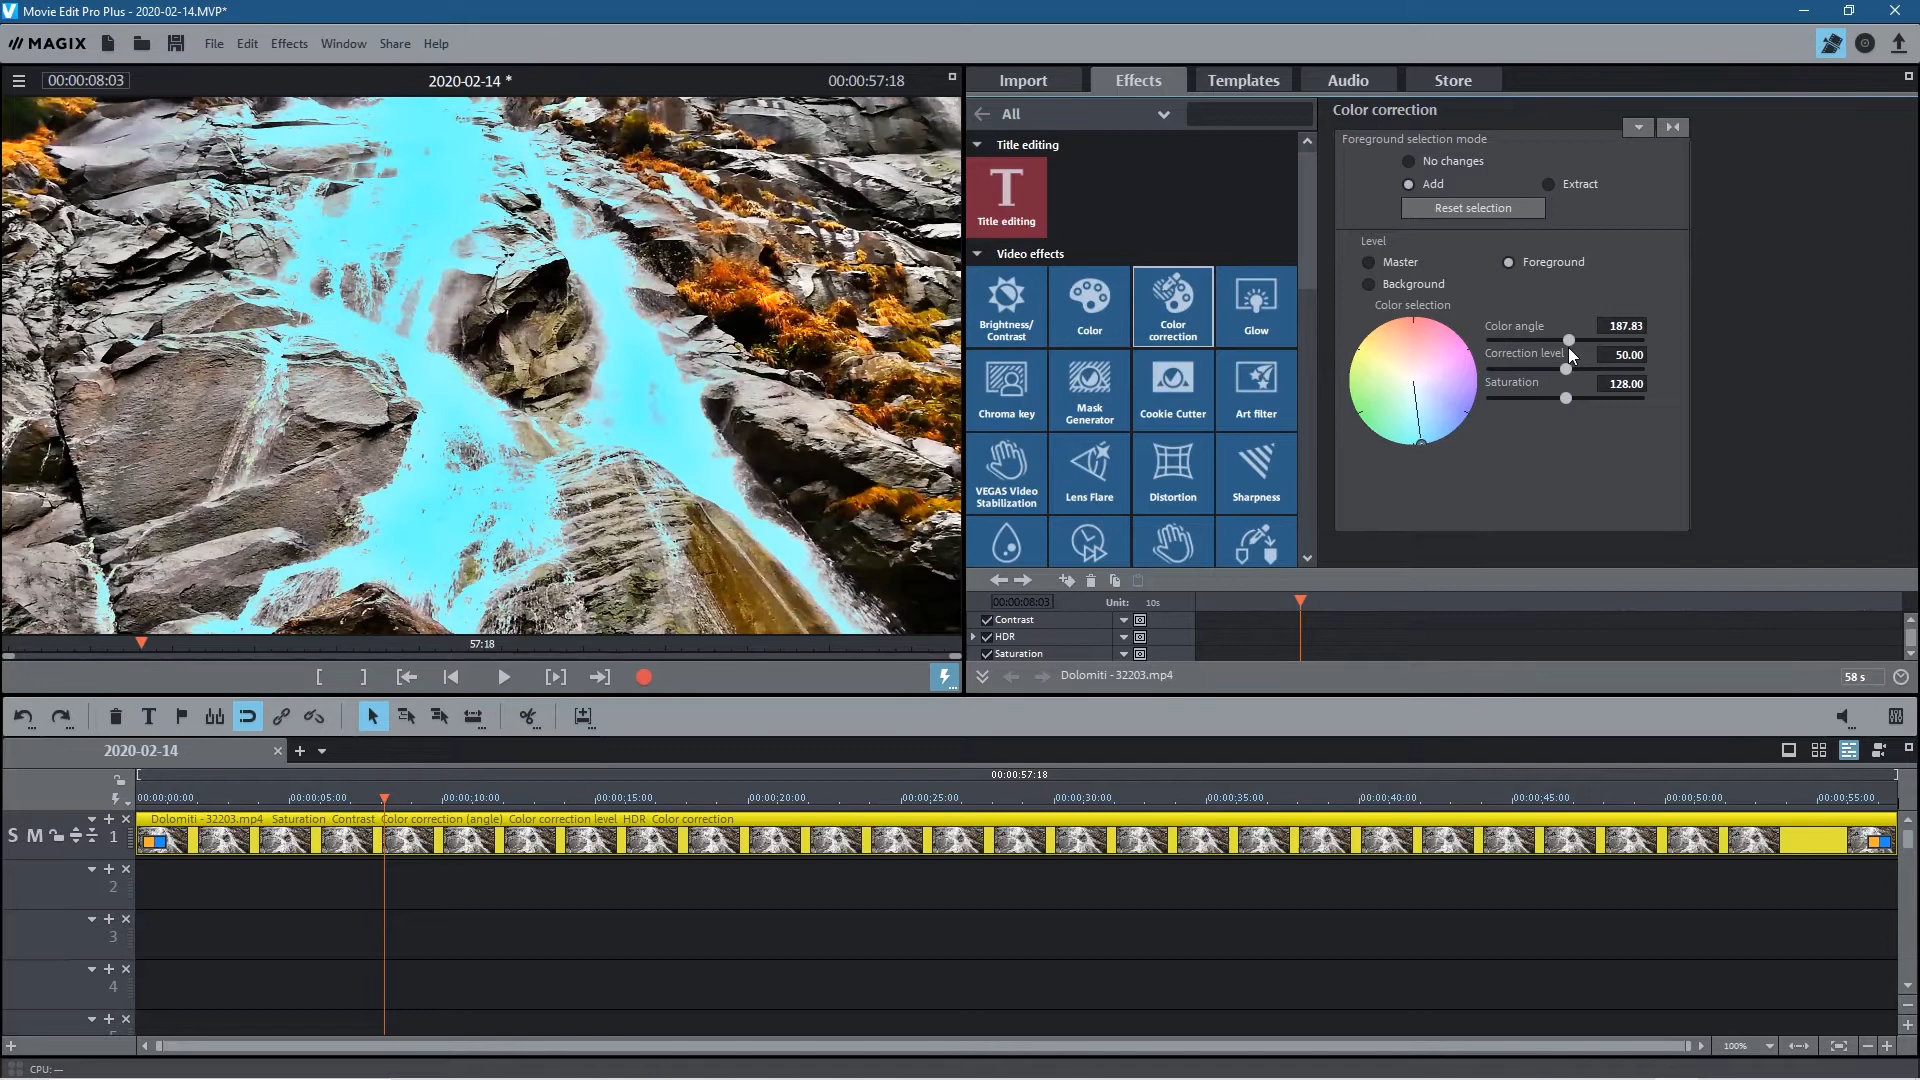 Movie Edit Pro Plus - 2020-02-14.MVP*
MAGIX File Edit Effects Window Share Help
00:00:08:03 2020-02-14 * 00:00:57:18
Import Effects Templates Audio Store
All
Color correction
Foreground selection mode
Title editing
No changes
Add Extract
T
Title editing
Reset selection
Level
Video effects
Master Foreground
Background
Color selection
Brightness/
Contrast
Color
Color
correction
Glow
Color angle 187.83
Correction level 50.00
Saturation 128.00
Chroma key
Mask
Generator
Cookie Cutter
Art filter
VEGAS Video
Stabilization
Lens Flare
Distortion
Sharpness
00:00:08:03 Unit: 10s
Contrast
HDR
Saturation
57:18
Dolomiti - 32203.mp4 58 s
2020-02-14
00:00:57:18
00:00:00:00 00:00:05:00 00:00:10:00 00:00:15:00 00:00:20:00 00:00:25:00 00:00:30:00 00:00:35:00 00:00:40:00 00:00:45:00 00:00:50:00 00:00:55:00
Dolomiti - 32203.mp4 Saturation Contrast Color correction (angle) Color correction level HDR Color correction
S M 1
2
3
4
100%
CPU: —